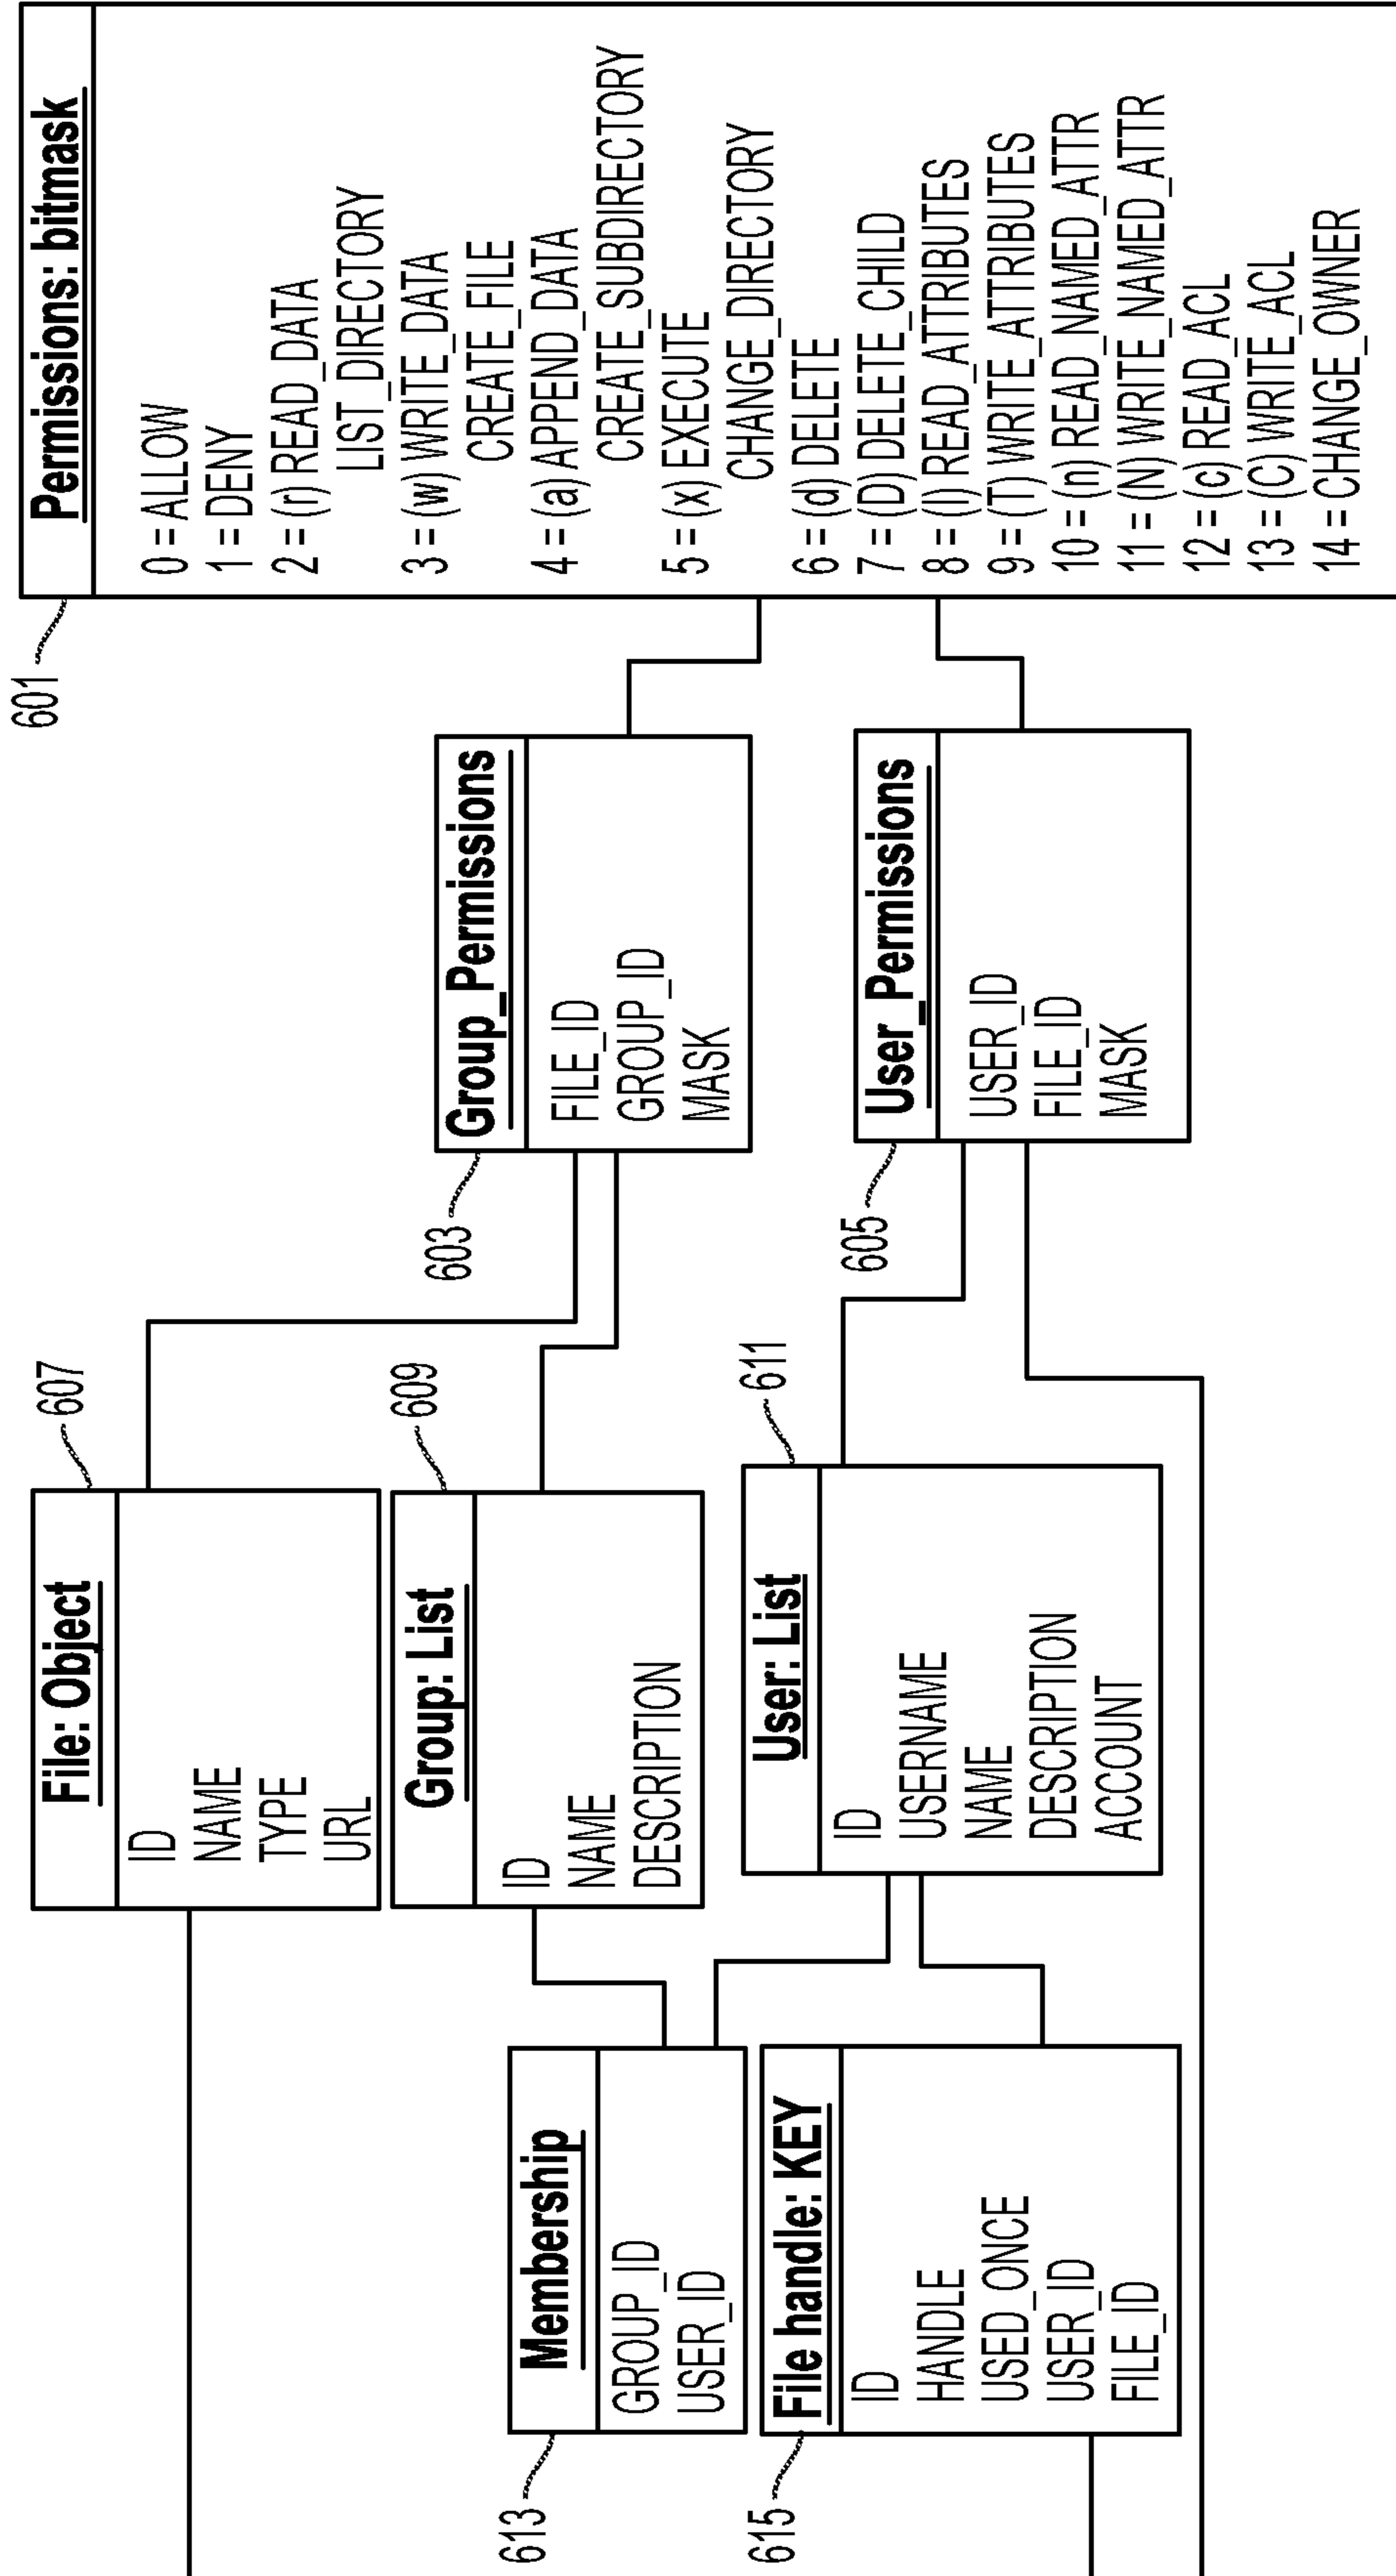 613
Membership
GROUP_ID
USER_ID
615
File handle: KEY
ID
HANDLE
USED_ONCE
USER_ID
FILE_ID
607
File: Object
ID
NAME
TYPE
URL
609
Group: List
ID
NAME
DESCRIPTION
611
User: List
ID
USERNAME
NAME
DESCRIPTION
ACCOUNT
603
Group_Permissions
FILE_ID
GROUP_ID
MASK
605
User_Permissions
USER_ID
FILE_ID
MASK
601
Permissions: bitmask
0 = ALLOW
1 = DENY
2 = (r) READ_DATA
LIST_DIRECTORY
3 = (w) WRITE_DATA
CREATE_FILE
4 = (a) APPEND_DATA
CREATE_SUBDIRECTORY
5 = (x) EXECUTE
CHANGE_DIRECTORY
6 = (d) DELETE
7 = (D) DELETE_CHILD
8 = (l) READ_ATTRIBUTES
9 = (T) WRITE_ATTRIBUTES
10 = (n) READ_NAMED_ATTR
11 = (N) WRITE_NAMED_ATTR
12 = (c) READ_ACL
13 = (C) WRITE_ACL
14 = CHANGE_OWNER